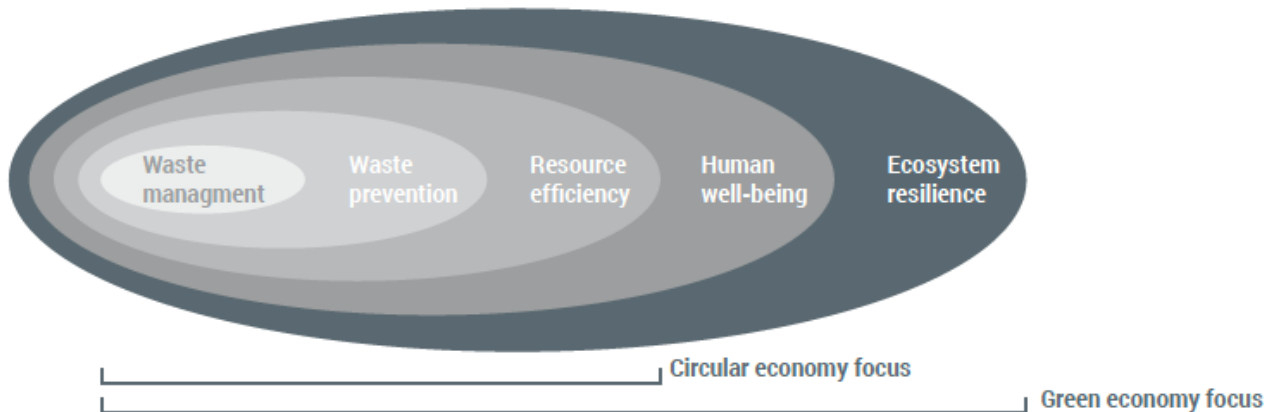 Waste
managment
Waste
prevention
Resource
efficiency
Human
well-being
Ecosystem
resilience
Circular economy focus
Green economy focus